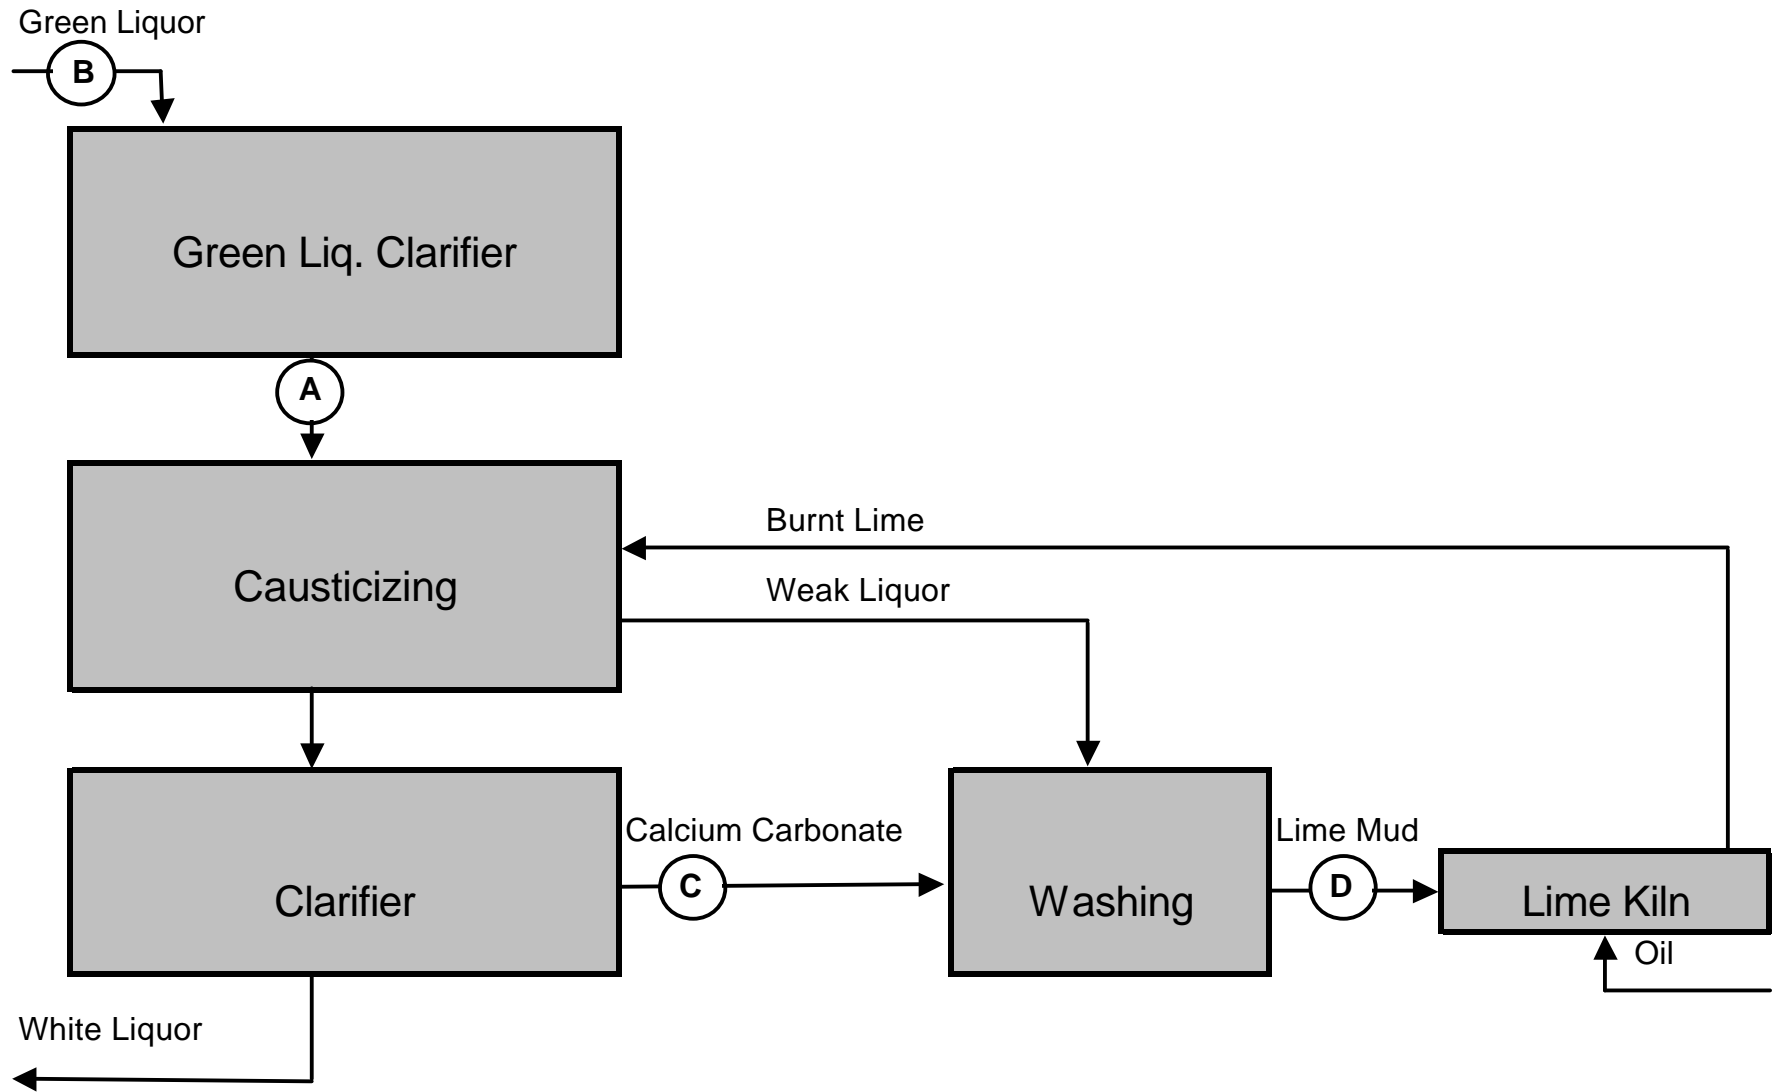 Green Liquor
B
Green Liq. Clarifier
A
Burnt Lime
Causticizing
Weak Liquor
Calcium Carbonate
Lime Mud
C
D
Clarifier
Washing
Lime Kiln
Oil
White Liquor